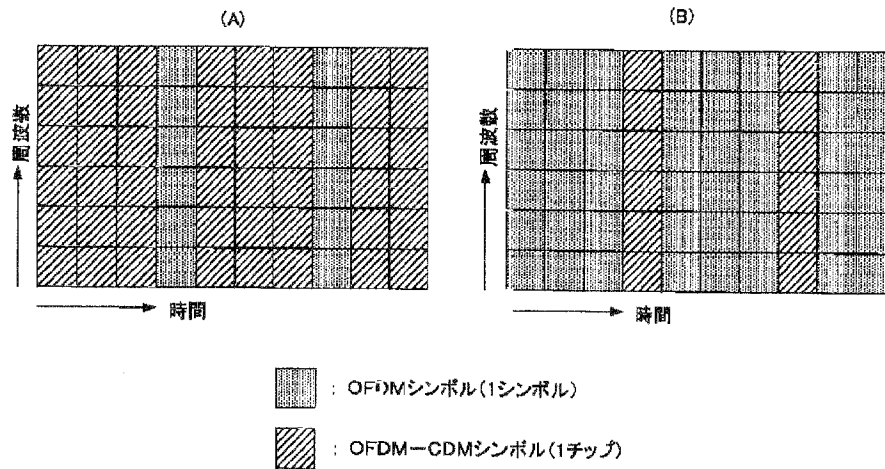 (A)
(B)
周波数
時間
周波数
時間
: OFDMシンボル(1シンボル)
: OFDM-CDMシンボル(1チップ)